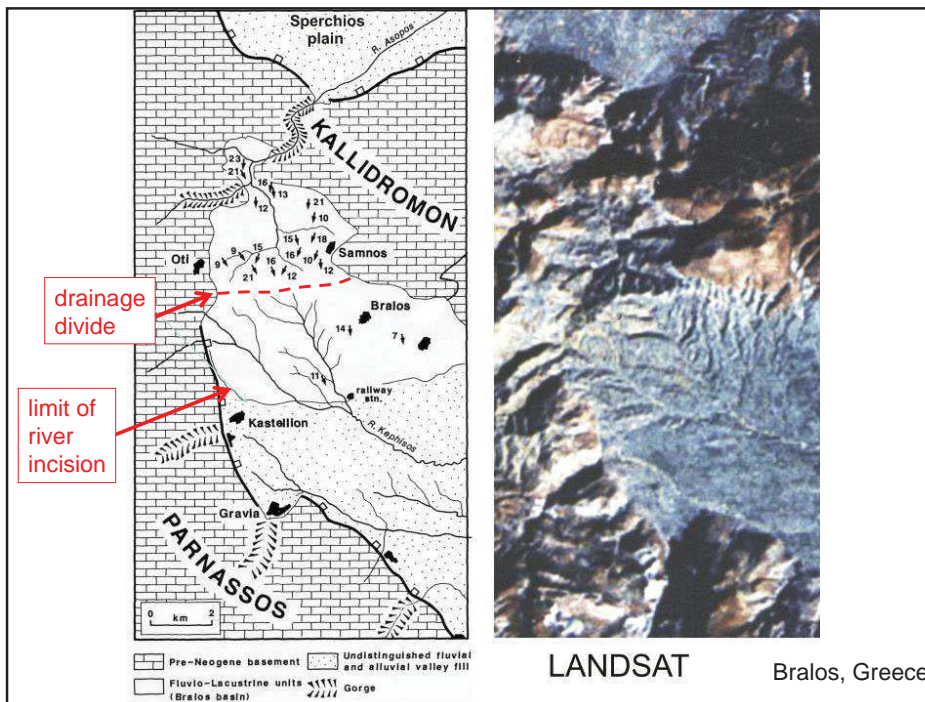 Sperchios
plain
R. Asopos
KALLIDROMON
23
21
16
13
12
21
10
15
18
16
10
12
9
9
15
16
21
12
Oti
Samnos
drainage
divide
Bralos
14
7
11
railway
stn.
limit of
river
incision
Kastellion
R. Kephisos
Gravia
PARNASSOS
0 2
km
Pre-Neogene basement
Undistinguished fluvial
and alluvial valley fill
Fluvio-Lacustrine units
(Bralos basin)
Gorge
LANDSAT
Bralos, Greece